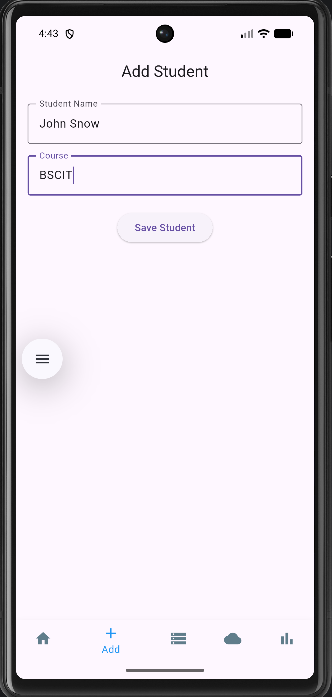 4:43
Add Student
Student Name
John Snow
Course
BSCIT
Save Student
Add